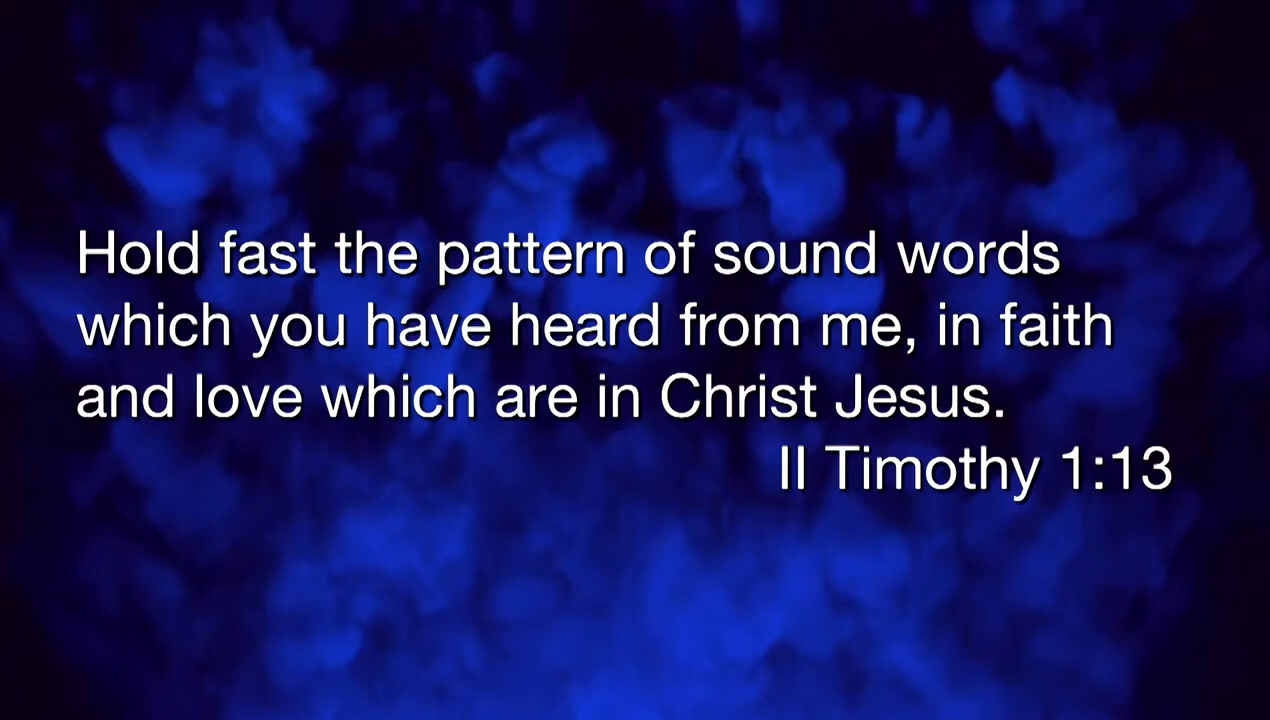 Hold fast the pattern of sound words
which you have heard from me, in faith
and love which are in Christ Jesus.
II Timothy 1:13